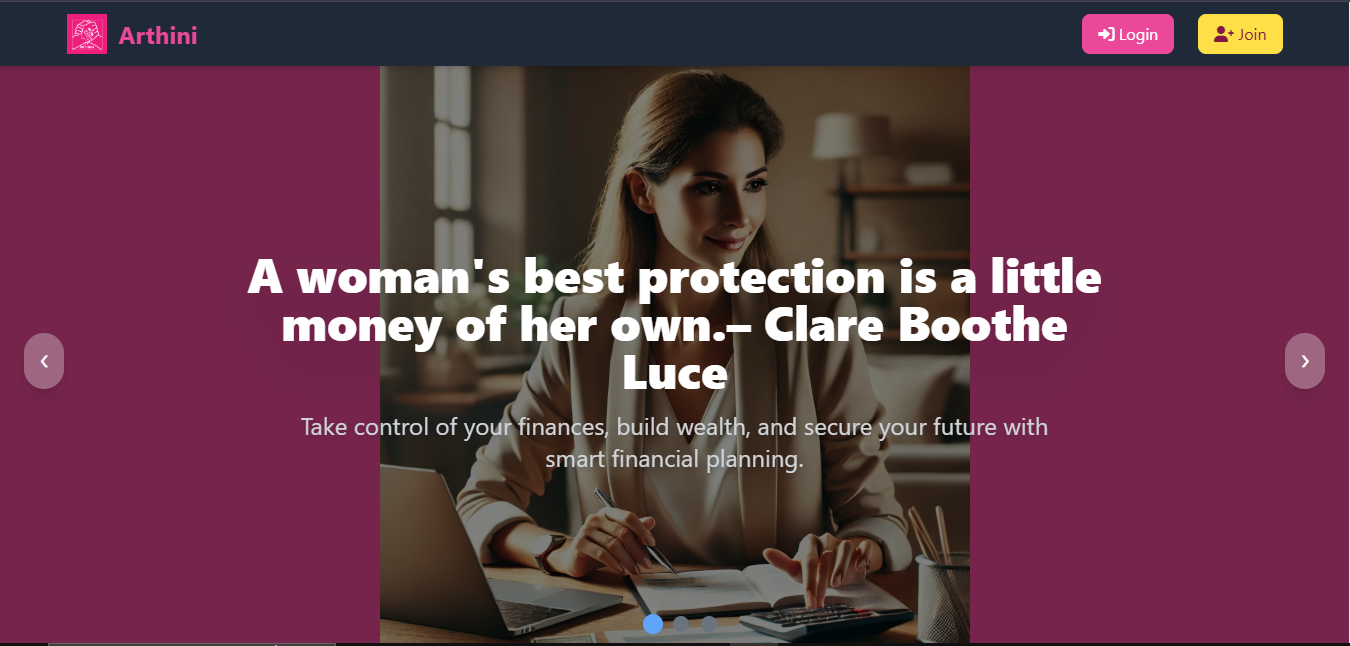 Arthini
Login
Join
A woman's best protection is a little
money of her own.– Clare Boothe
Luce
Take control of your finances, build wealth, and secure your future with
smart financial planning.